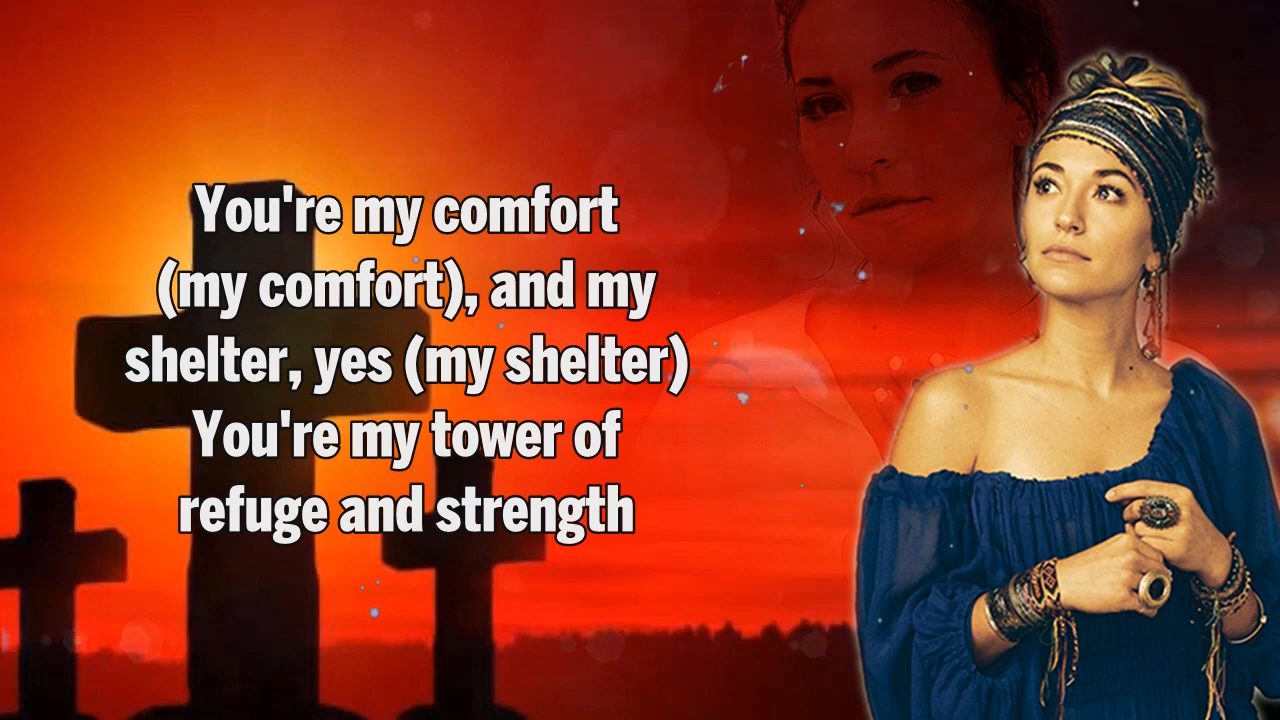 You're my comfort
(my comfort), and my
shelter, yes (my shelter)
You're my tower of
refuge and strength